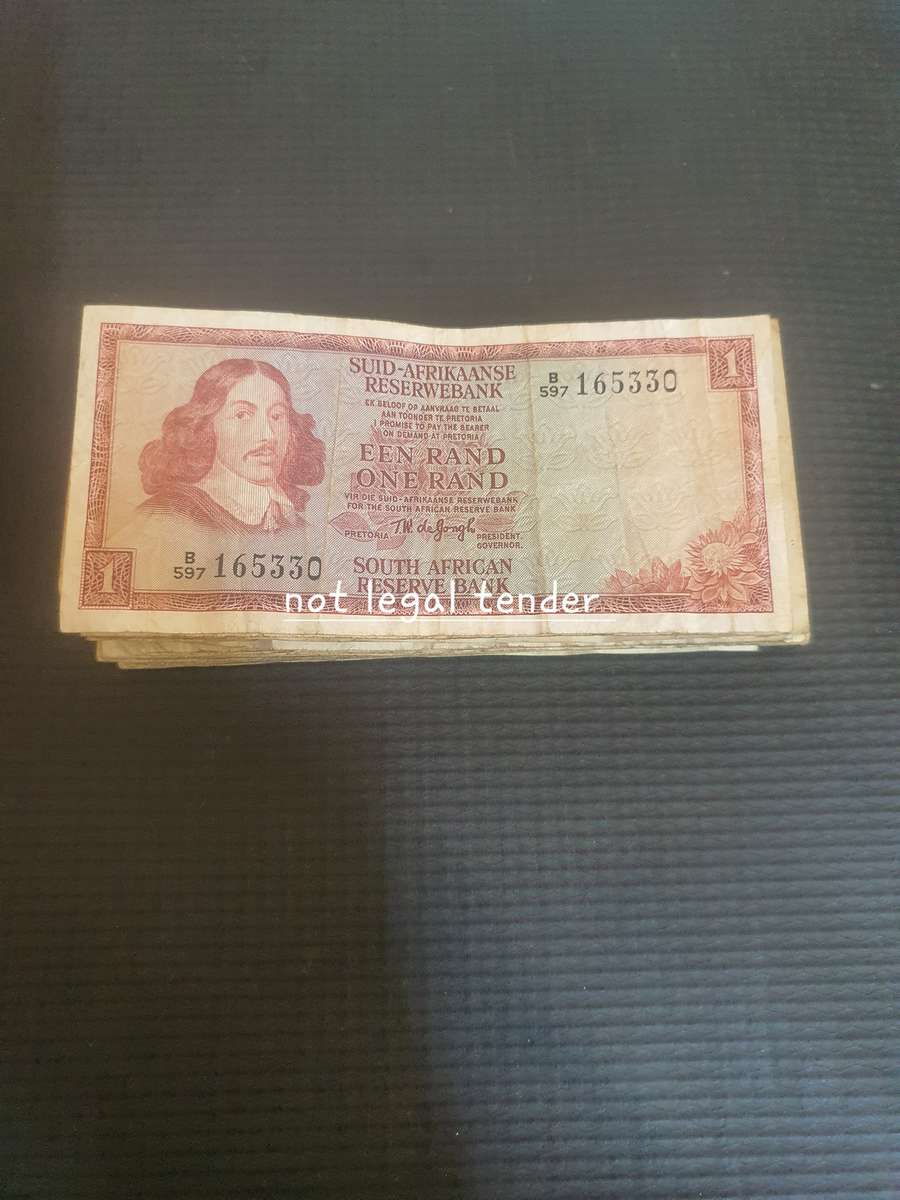 SUID-AFRIKAANSE
RESERWEBANK
EK BELOOF OP AANVRAAG TE BETAAL
AAN TOONDER TE PRETORIA
I PROMISE TO PAY THE BEARER
ON DEMAND AT PRETORIA
EEN RAND
ONE RAND
VIR DIE SUID-AFRIKAANSE RESERWEBANK
FOR THE SOUTH AFRICAN RESERVE BANK
PRETORIA T.W. de Jongh PRESIDENT.
GOVERNOR.
SOUTH AFRICAN
RESERVE BANK
B/597 165330
1
1
B/597 165330
not legal tender